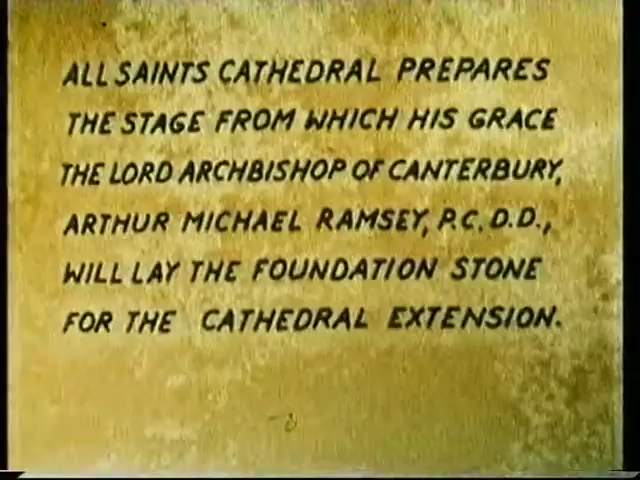 ALL SAINTS CATHEDRAL PREPARES
THE STAGE FROM WHICH HIS GRACE
THE LORD ARCHBISHOP OF CANTERBURY,
ARTHUR MICHAEL RAMSEY, P.C. D.D.,
WILL LAY THE FOUNDATION STONE
FOR THE CATHEDRAL EXTENSION.